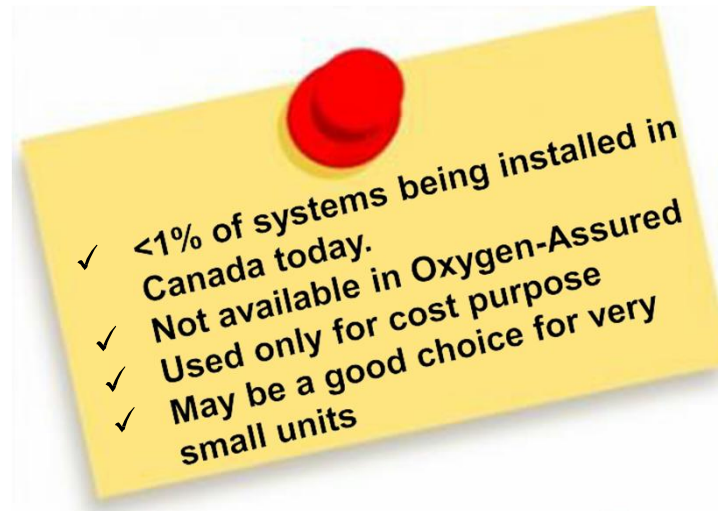 ✓ <1% of systems being installed in
Canada today.
✓ Not available in Oxygen-Assured
✓ Used only for cost purpose
✓ May be a good choice for very
small units